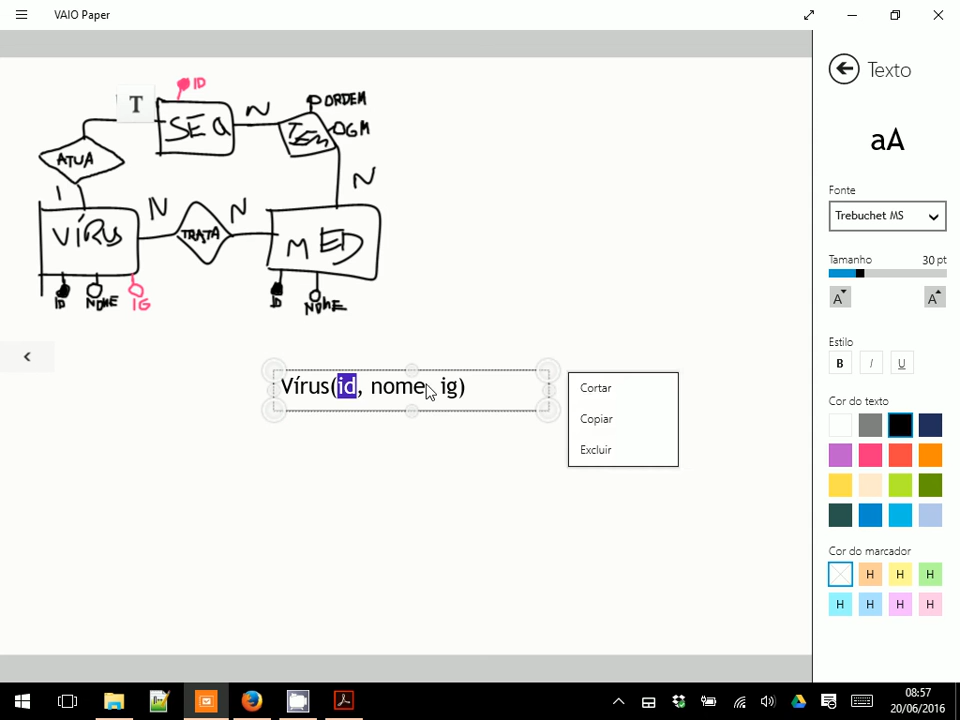 VAIO Paper
Texto
aA
Fonte
Trebuchet MS
Tamanho 30 pt
A A
Estilo
B I U
Cor do texto
Cor do marcador
H H H
H H H H
T
ID
SEQ
N
TEM
ORDEM
OGM
ATUA
1
N
VÍRUS
N
TRATA
N
MED
ID
NOME
IG
ID
NOME
Vírus(id, nome, ig)
Cortar
Copiar
Excluir
08:57
20/06/2016